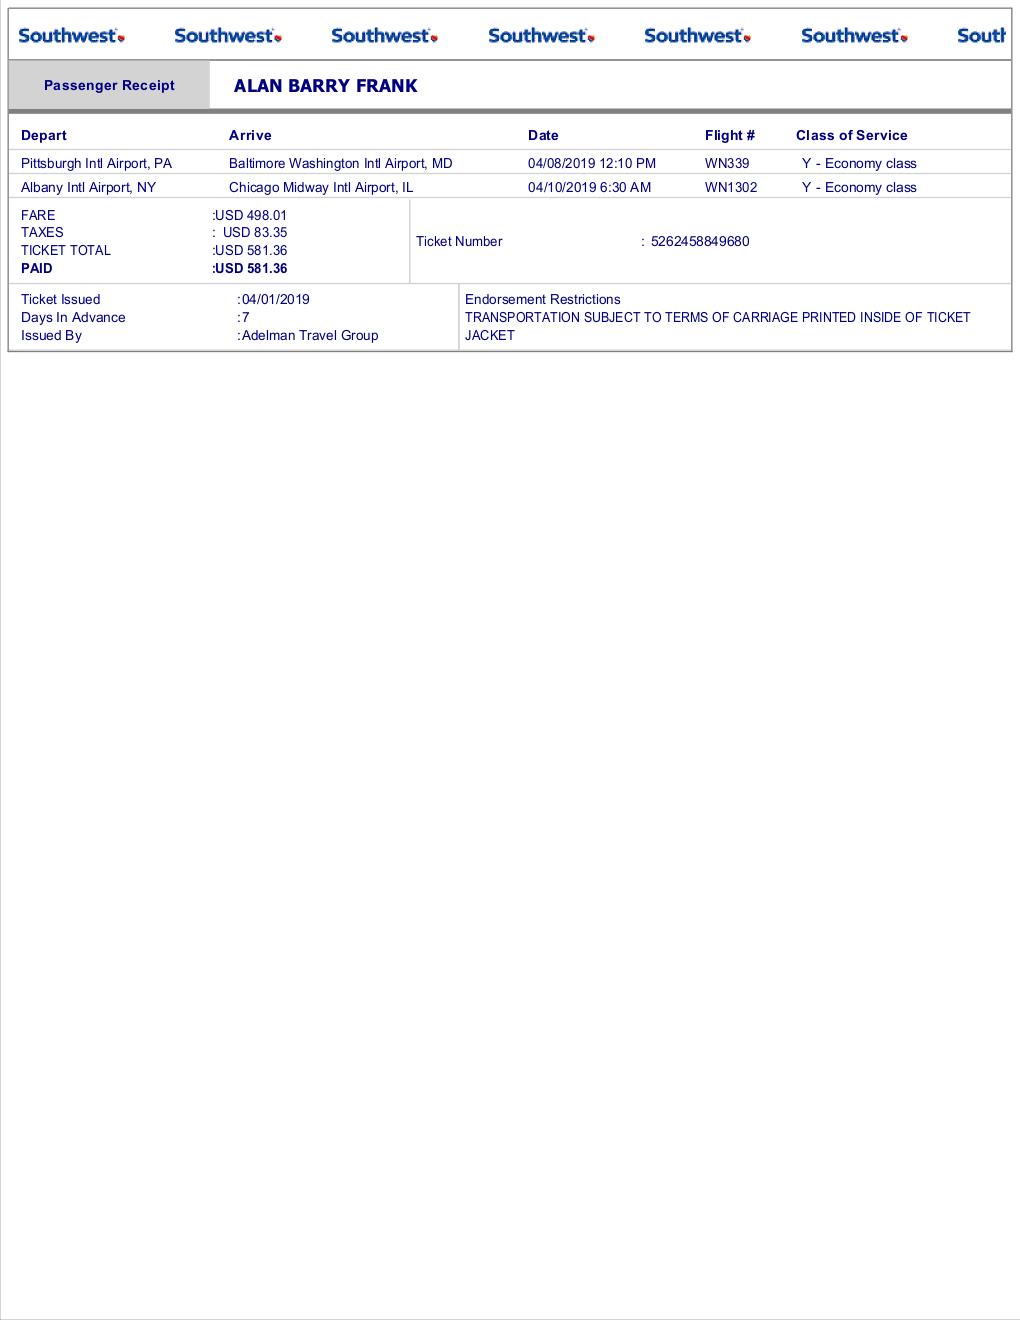 Southwest Southwest Southwest Southwest Southwest Southwest South
Passenger Receipt ALAN BARRY FRANK
Depart Arrive Date Flight # Class of Service
Pittsburgh Intl Airport, PA Baltimore Washington Intl Airport, MD 04/08/2019 12:10 PM WN339 Y - Economy class
Albany Intl Airport, NY Chicago Midway Intl Airport, IL 04/10/2019 6:30 AM WN1302 Y - Economy class
FARE :USD 498.01
TAXES : USD 83.35
TICKET TOTAL :USD 581.36
PAID :USD 581.36
Ticket Number : 5262458849680
Ticket Issued :04/01/2019
Days In Advance :7
Issued By :Adelman Travel Group
Endorsement Restrictions
TRANSPORTATION SUBJECT TO TERMS OF CARRIAGE PRINTED INSIDE OF TICKET
JACKET